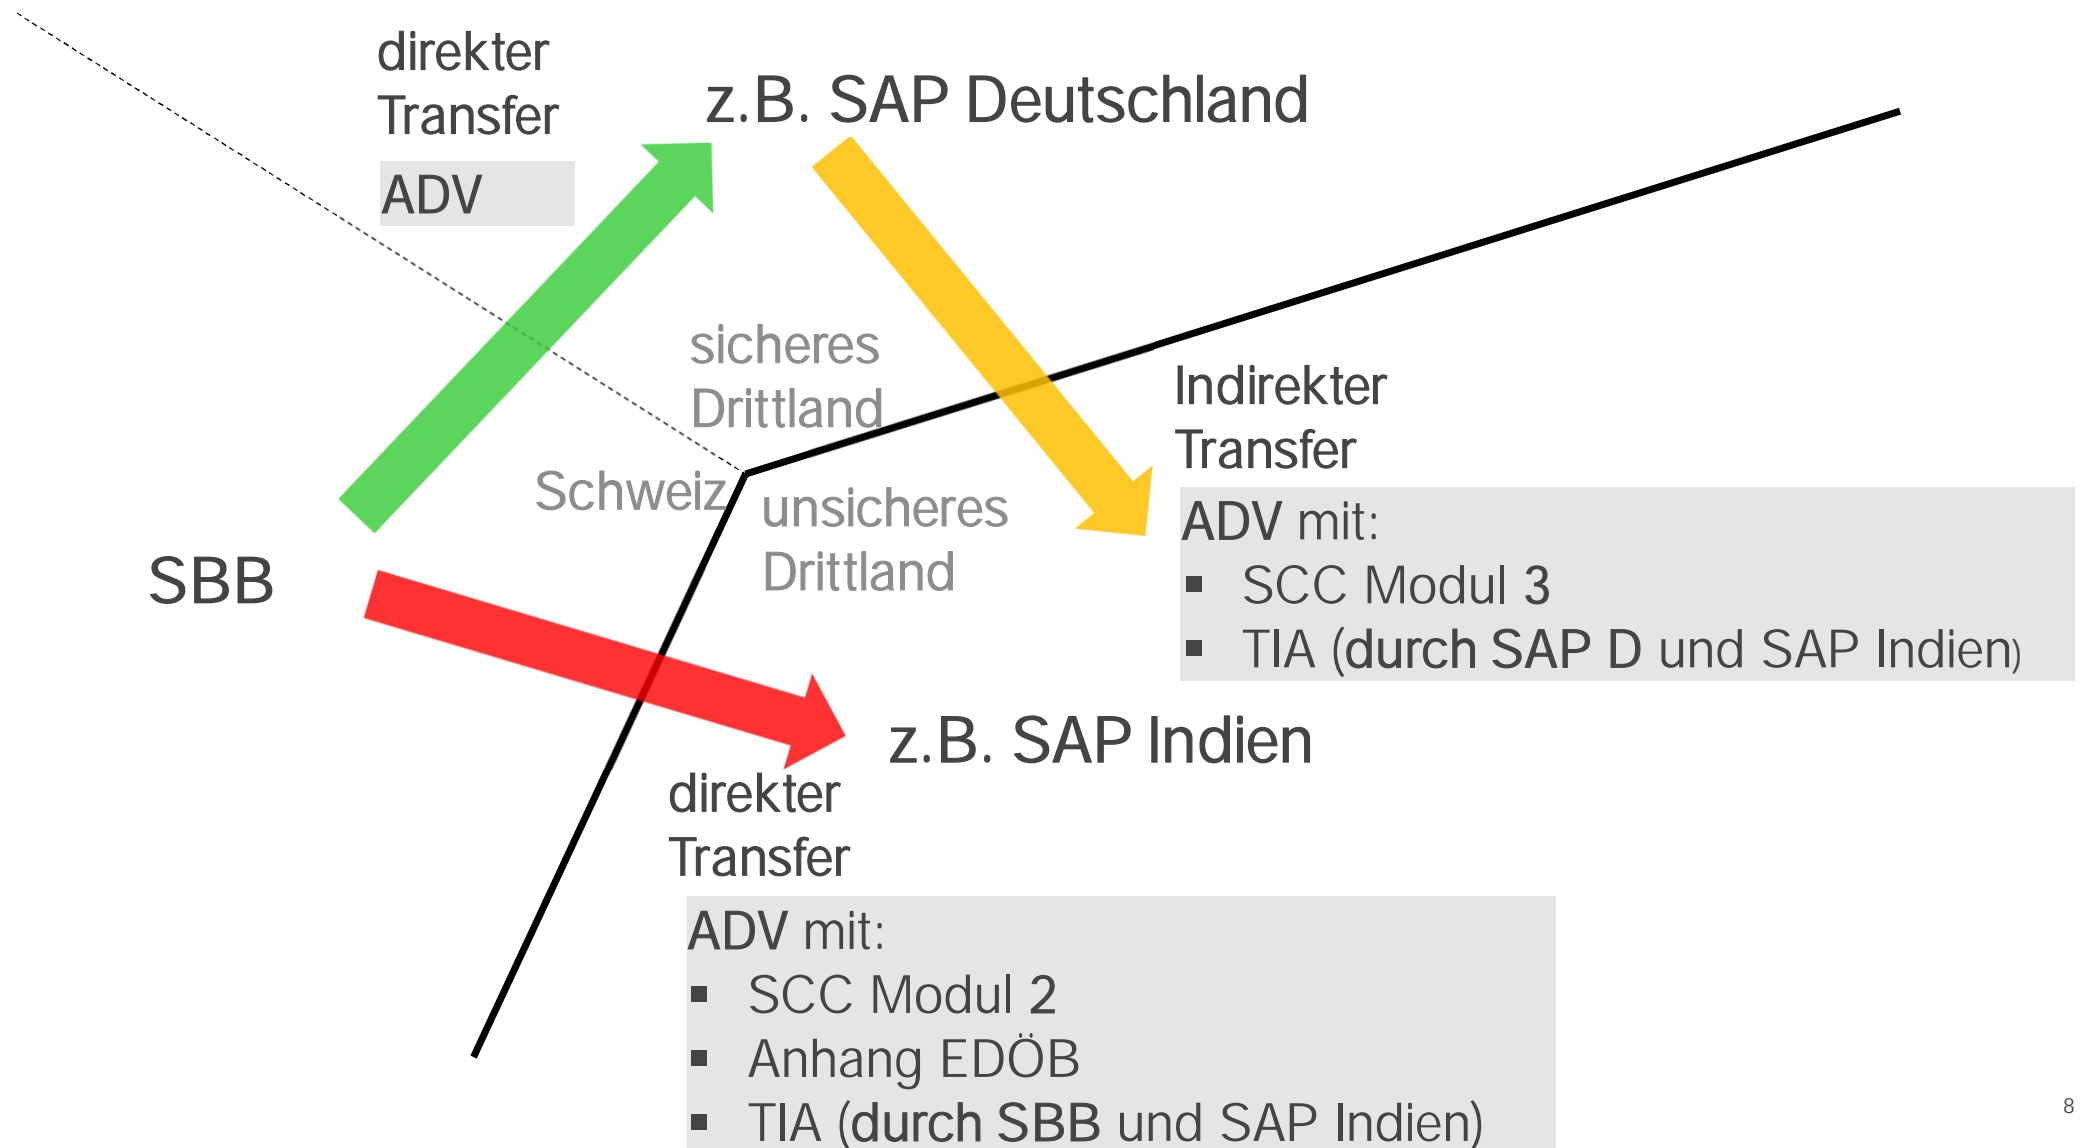 direkter
Transfer
ADV
z.B. SAP Deutschland
sicheres
Drittland
Schweiz
unsicheres
Drittland
SBB
Indirekter
Transfer
ADV mit:
▪ SCC Modul 3
▪ TIA (durch SAP D und SAP Indien)
z.B. SAP Indien
direkter
Transfer
ADV mit:
▪ SCC Modul 2
▪ Anhang EDÖB
▪ TIA (durch SBB und SAP Indien)
8